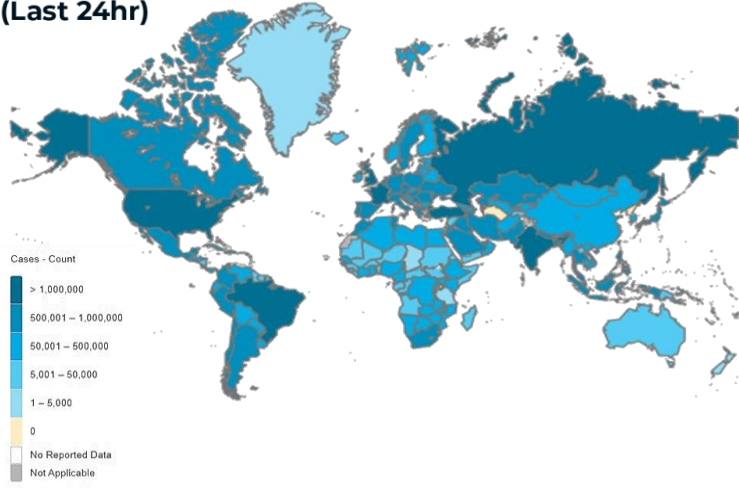 (Last 24hr)
Cases - Count
> 1,000,000
500,001 – 1,000,000
50,001 – 500,000
5,001 – 50,000
1 – 5,000
0
No Reported Data
Not Applicable